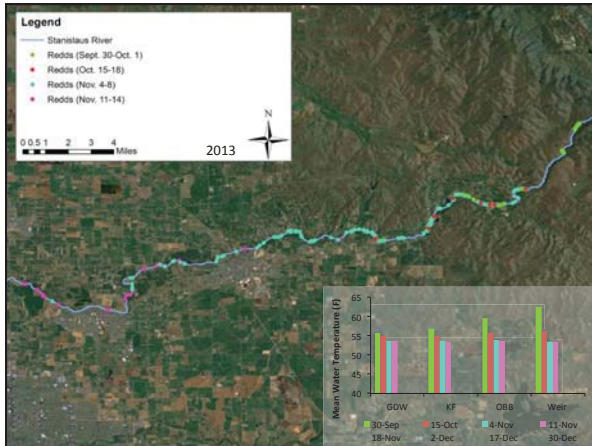 Legend
Stanislaus River
Redds (Sept. 30-Oct. 1)
Redds (Oct. 15-18)
Redds (Nov. 4-8)
Redds (Nov. 11-14)
N
0 0.5 1 2 3 4
Miles
2013
Mean Water Temperature (F)
65
60
55
50
45
40
GDW KF OBB Weir
30-Sep 15-Oct 4-Nov 11-Nov
18-Nov 2-Dec 17-Dec 30-Dec